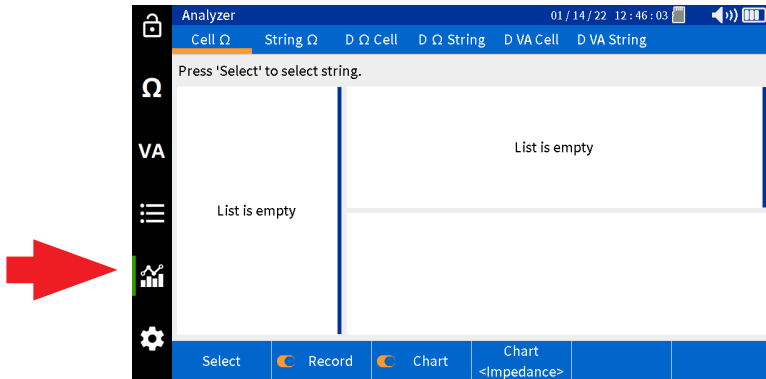 Analyzer
01 / 14 / 22 12 : 46 : 03
Cell Ω String Ω D Ω Cell D Ω String D VA Cell D VA String
Press 'Select' to select string.
Ω
VA
List is empty
List is empty
Select Record Chart Chart
<Impedance>